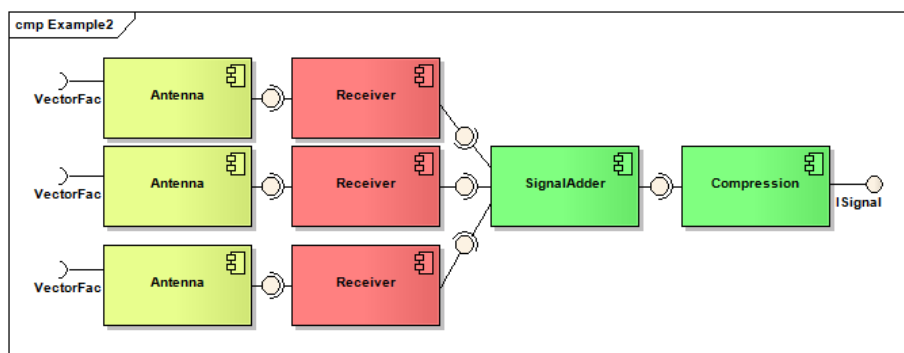 cmp Example2
VectorFac
Antenna
Receiver
VectorFac
Antenna
Receiver
SignalAdder
Compression
ISignal
VectorFac
Antenna
Receiver